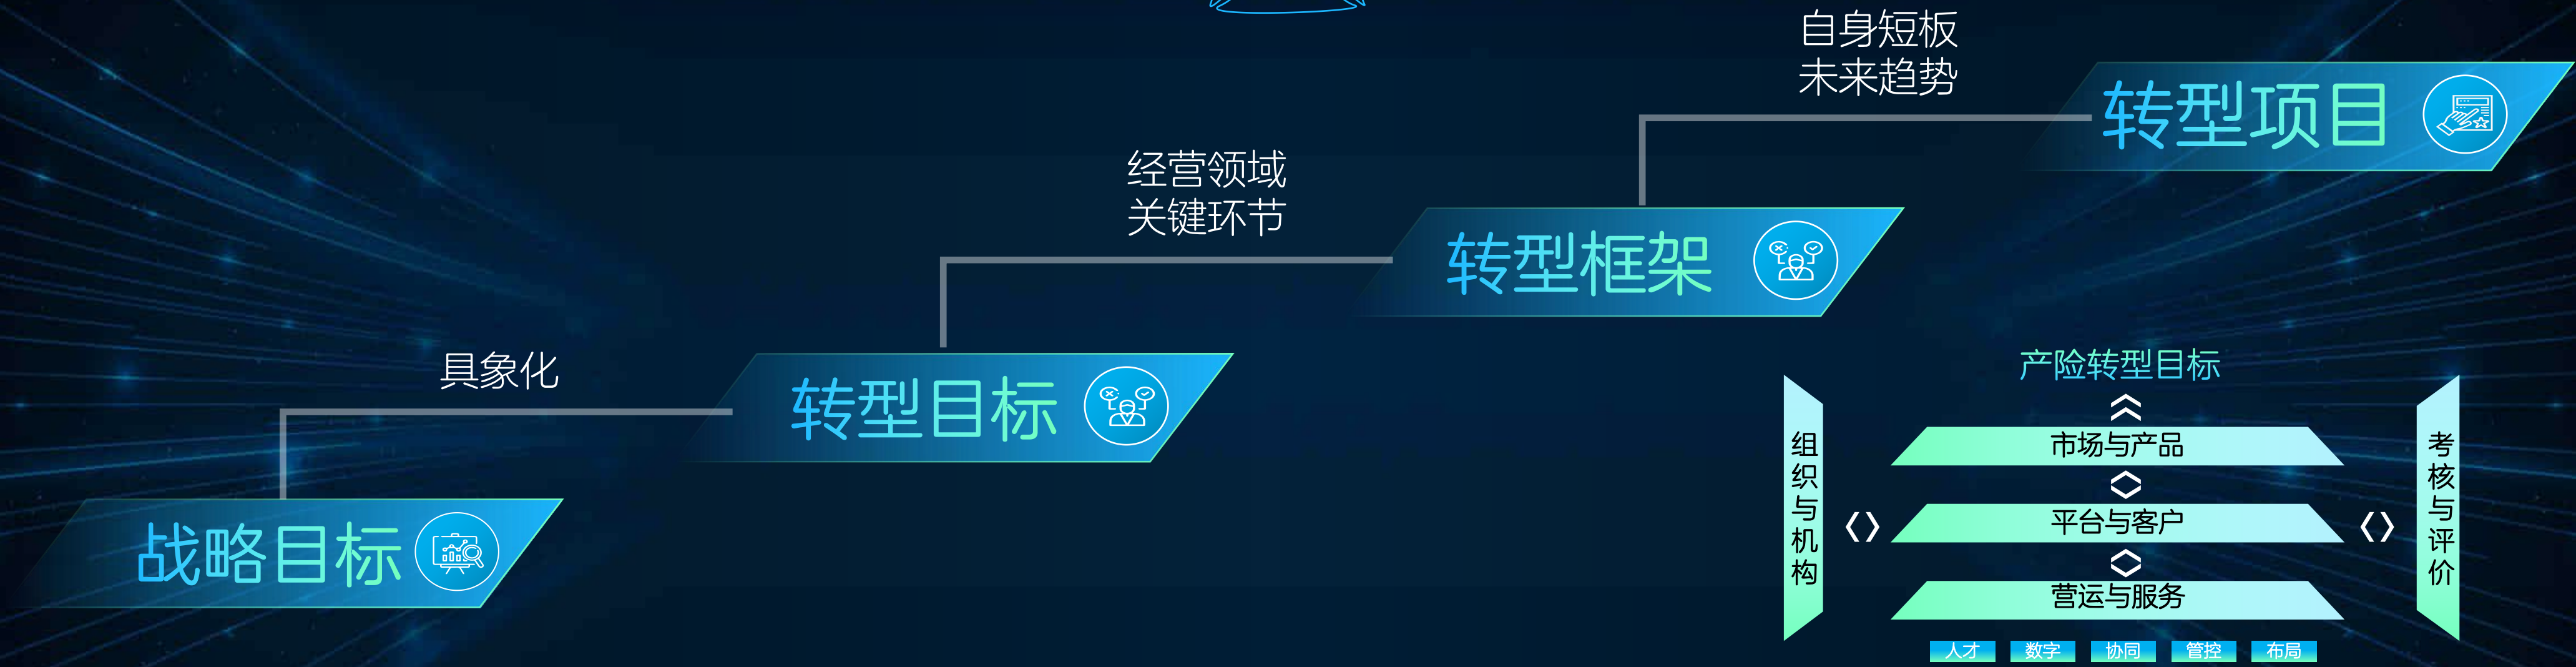 自身短板
未来趋势
转型项目
经营领域
关键环节
转型框架
具象化
转型目标
战略目标
产险转型目标
组织与机构
市场与产品
平台与客户
营运与服务
考核与评价
人才 数字 协同 管控 布局